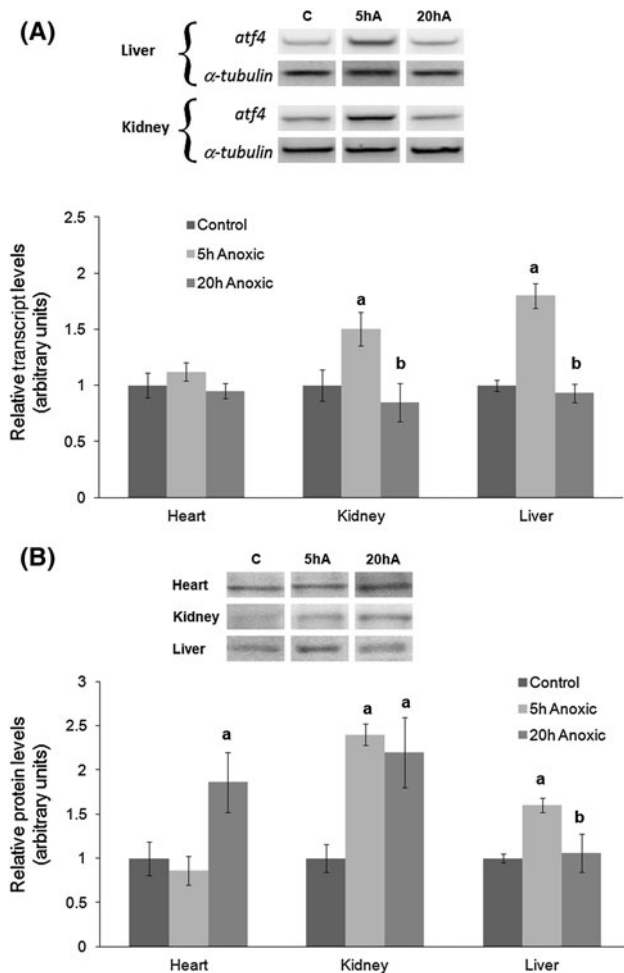 (A)
C 5hA 20hA
Liver
atf4
α-tubulin
Kidney
atf4
α-tubulin
Relative transcript levels
(arbitrary units)
2.5
2
1.5
1
0.5
0
Control
5h Anoxic
20h Anoxic
a
b
a
b
Heart Kidney Liver
(B)
C 5hA 20hA
Heart
Kidney
Liver
Relative protein levels
(arbitrary units)
3
2.5
2
1.5
1
0.5
0
Control
5h Anoxic
20h Anoxic
a
a
a
a
b
Heart Kidney Liver